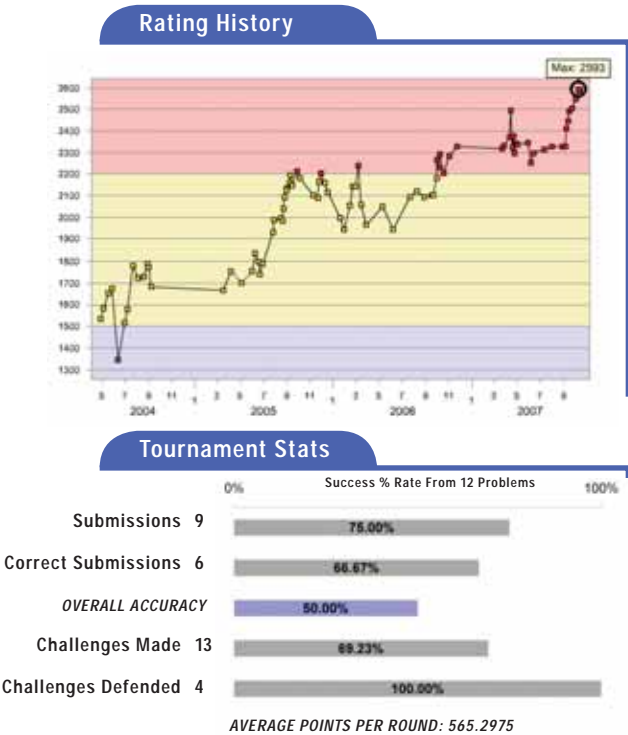 Rating History
Max: 2593
2600
2500
2400
2300
2200
2100
2000
1900
1800
1700
1600
1500
1400
1300
5 7 9 11 1 3 5 7 9 11 1 3 5 7 9 11 1 3 5 7 9
2004 2005 2006 2007
Tournament Stats
0% Success % Rate From 12 Problems 100%
Submissions 9 75.00%
Correct Submissions 6 66.67%
OVERALL ACCURACY 50.00%
Challenges Made 13 69.23%
Challenges Defended 4 100.00%
AVERAGE POINTS PER ROUND: 565.2975